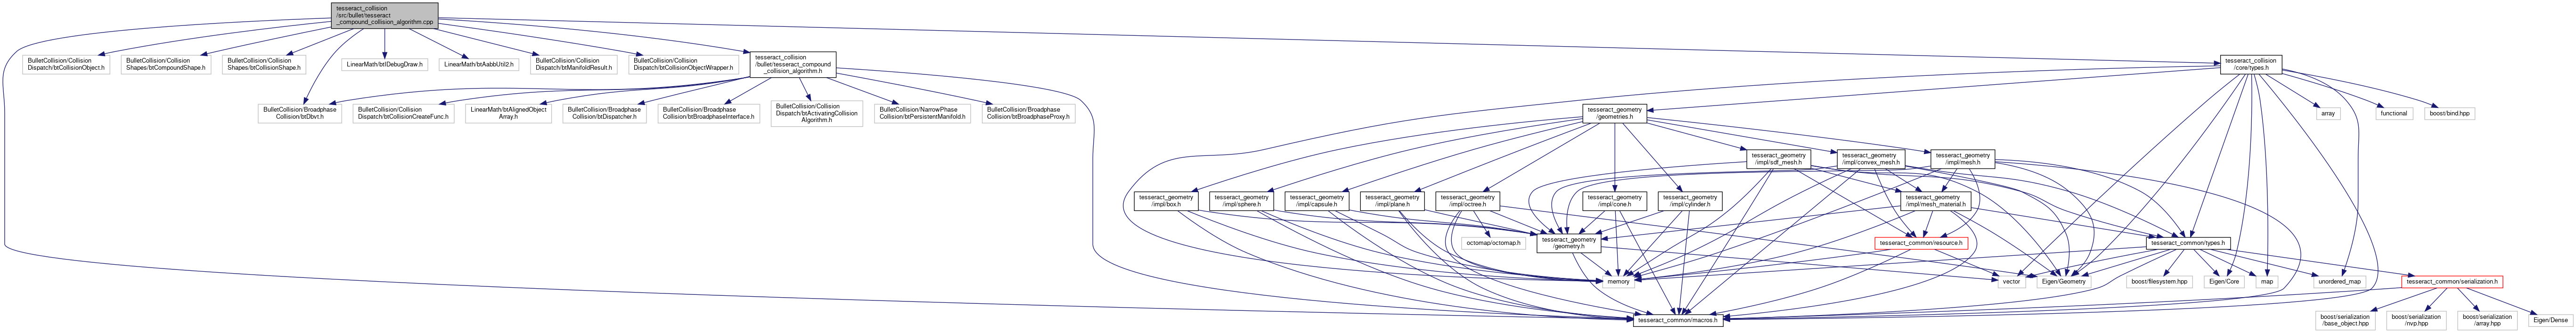 tesseract_collision
/src/bullet/tesseract
_compound_collision_algorithm.cpp
BulletCollision/Collision
Dispatch/btCollisionObject.h
BulletCollision/Collision
Shapes/btCompoundShape.h
BulletCollision/Collision
Shapes/btCollisionShape.h
LinearMath/btIDebugDraw.h
LinearMath/btAabbUtil2.h
BulletCollision/Collision
Dispatch/btManifoldResult.h
BulletCollision/Collision
Dispatch/btCollisionObjectWrapper.h
tesseract_collision
/bullet/tesseract_compound
_collision_algorithm.h
tesseract_collision
/core/types.h
BulletCollision/Broadphase
Collision/btDbvt.h
BulletCollision/Collision
Dispatch/btCollisionCreateFunc.h
LinearMath/btAlignedObject
Array.h
BulletCollision/Broadphase
Collision/btDispatcher.h
BulletCollision/Broadphase
Collision/btBroadphaseInterface.h
BulletCollision/Collision
Dispatch/btActivatingCollision
Algorithm.h
BulletCollision/NarrowPhase
Collision/btPersistentManifold.h
BulletCollision/Broadphase
Collision/btBroadphaseProxy.h
tesseract_geometry
/geometries.h
array
functional
boost/bind.hpp
tesseract_geometry
/impl/sdf_mesh.h
tesseract_geometry
/impl/convex_mesh.h
tesseract_geometry
/impl/mesh.h
tesseract_geometry
/impl/box.h
tesseract_geometry
/impl/sphere.h
tesseract_geometry
/impl/capsule.h
tesseract_geometry
/impl/plane.h
tesseract_geometry
/impl/octree.h
tesseract_geometry
/impl/cone.h
tesseract_geometry
/impl/cylinder.h
tesseract_geometry
/impl/mesh_material.h
octomap/octomap.h
tesseract_geometry
/geometry.h
tesseract_common/resource.h
tesseract_common/types.h
memory
vector
Eigen/Geometry
boost/filesystem.hpp
Eigen/Core
map
unordered_map
tesseract_common/serialization.h
tesseract_common/macros.h
boost/serialization
/base_object.hpp
boost/serialization
/nvp.hpp
boost/serialization
/array.hpp
Eigen/Dense